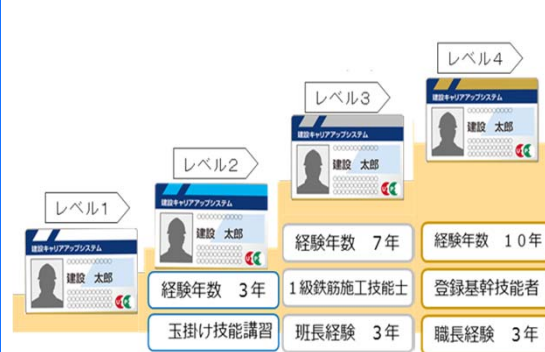 レベル4
建設キャリアアップシステム
建設 太郎
レベル3
建設キャリアアップシステム
建設 太郎
レベル2
建設キャリアアップシステム
建設 太郎
レベル1
建設キャリアアップシステム
建設 太郎
経験年数 3年
玉掛け技能講習
経験年数 7年
1級鉄筋施工技能士
班長経験 3年
経験年数 10年
登録基幹技能者
職長経験 3年